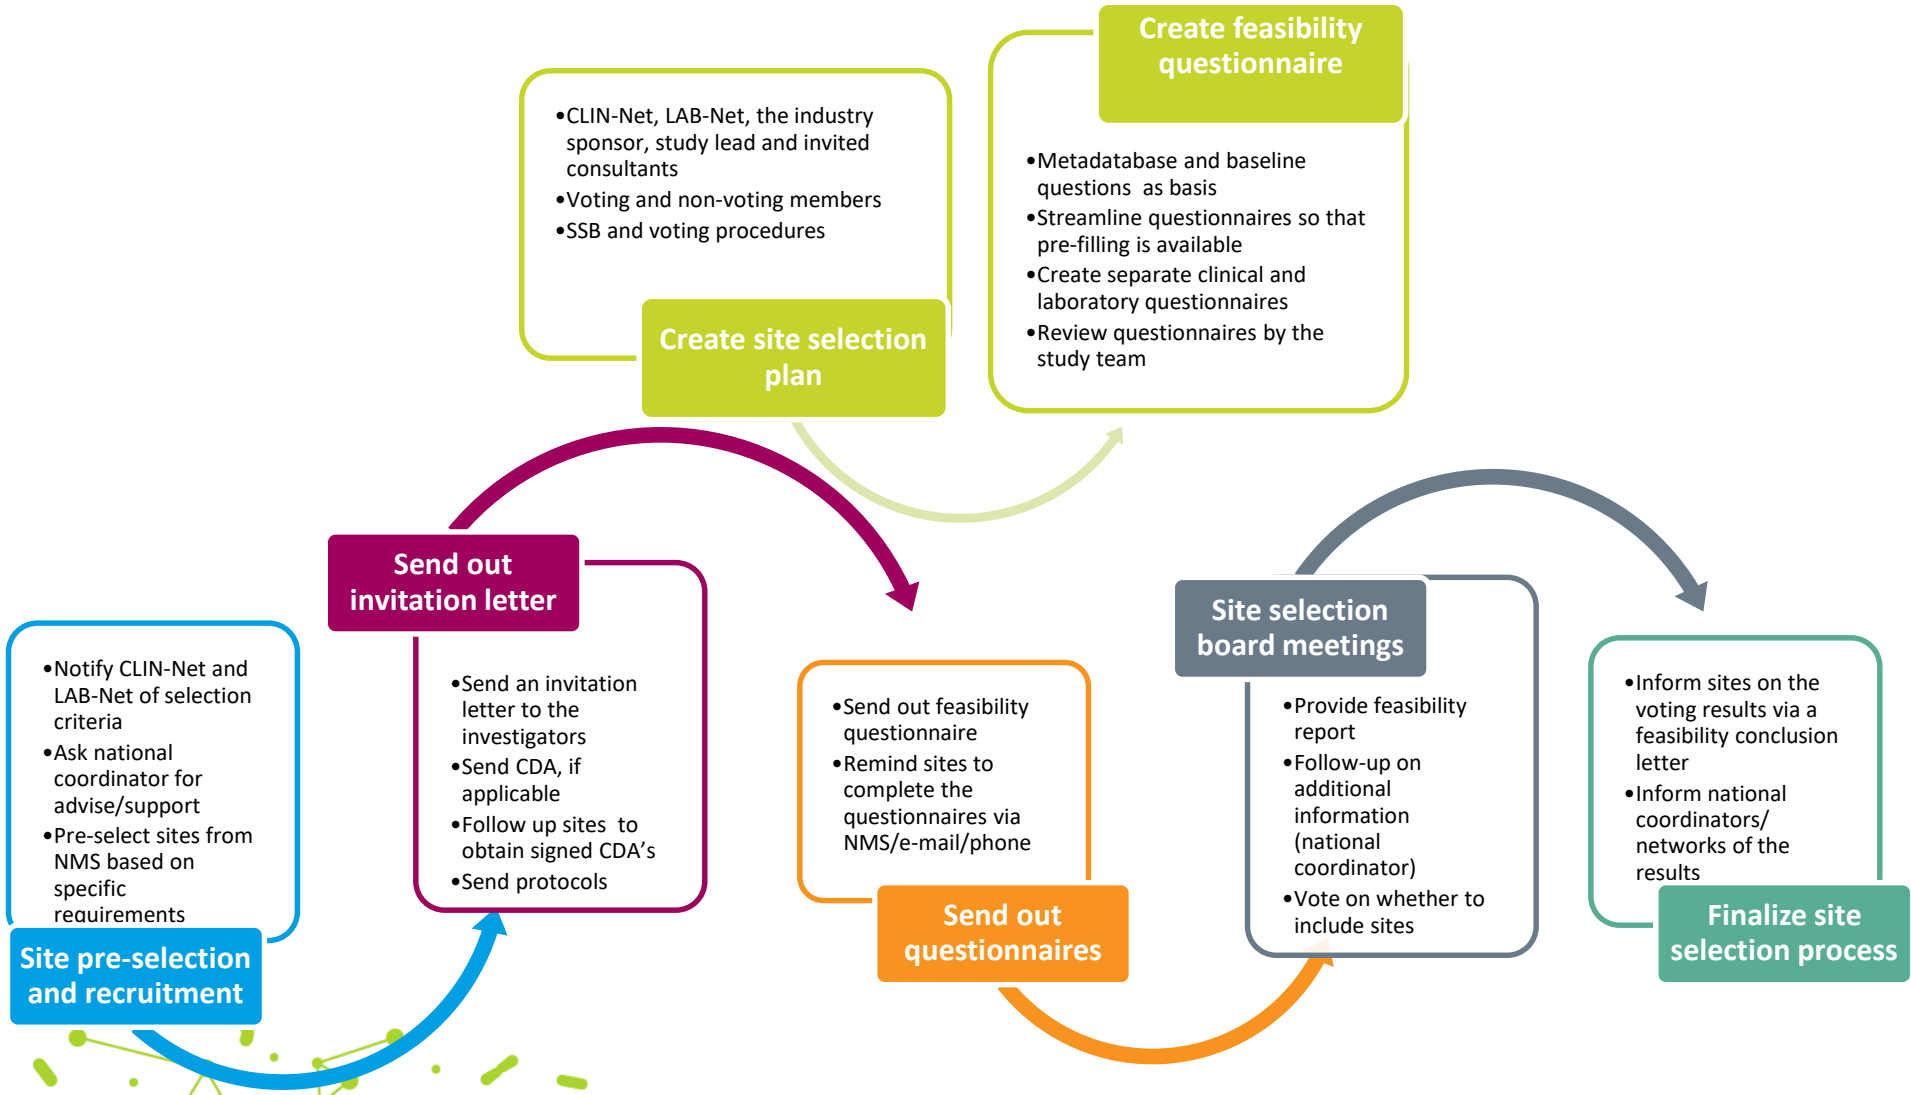 Create feasibility
questionnaire
•Metadatabase and baseline
questions  as basis
•Streamline questionnaires so that
pre-filling is available
•Create separate clinical and
laboratory questionnaires
•Review questionnaires by the
study team
•CLIN-Net, LAB-Net, the industry
sponsor, study lead and invited
consultants
•Voting and non-voting members
•SSB and voting procedures
Create site selection
plan
•Notify CLIN-Net and
LAB-Net of selection
criteria
•Ask national
coordinator for
advise/support
•Pre-select sites from
NMS based on
specific
requirements
Site pre-selection
and recruitment
Send out
invitation letter
•Send an invitation
letter to the
investigators
•Send CDA, if
applicable
•Follow up sites  to
obtain signed CDA’s
•Send protocols
•Send out feasibility
questionnaire
•Remind sites to
complete the
questionnaires via
NMS/e-mail/phone
Send out
questionnaires
Site selection
board meetings
•Provide feasibility
report
•Follow-up on
additional
information
(national
coordinator)
•Vote on whether to
include sites
•Inform sites on the
voting results via a
feasibility conclusion
letter
•Inform national
coordinators/
networks of the
results
Finalize site
selection process